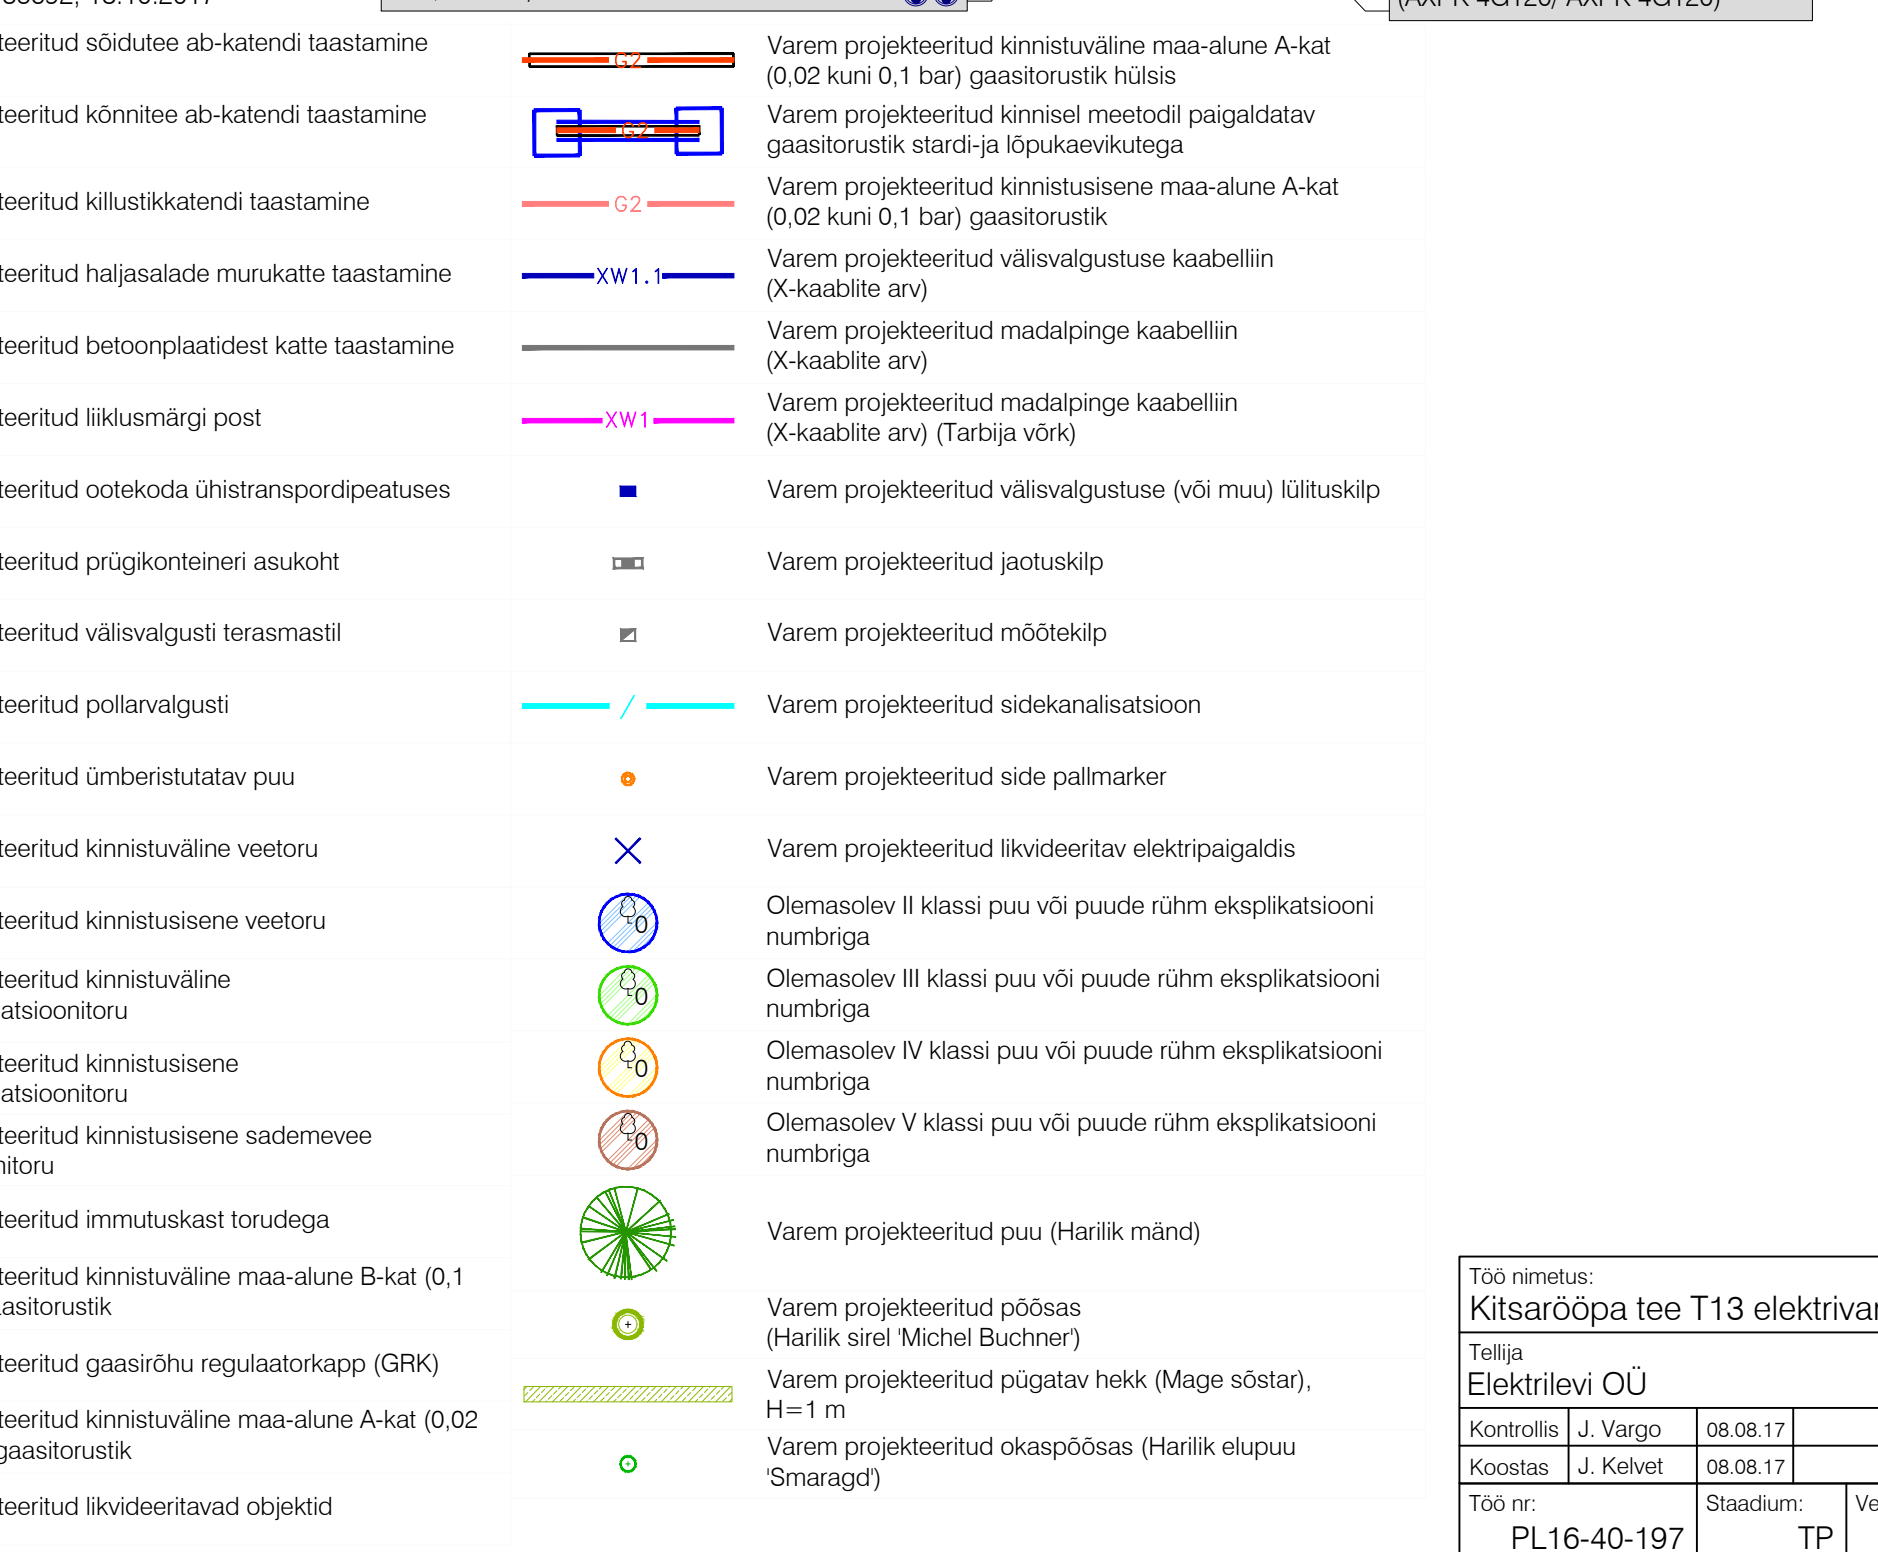 teeritud sõidutee ab-katendi taastamine
teeritud kõnnitee ab-katendi taastamine
teeritud killustikkatendi taastamine
teeritud haljasalade murukatte taastamine
teeritud betoonplaatidest katte taastamine
teeritud liiklusmärgi post
teeritud ootekoda ühistranspordipeatuses
teeritud prügikonteineri asukoht
teeritud välisvalgusti terasmastil
teeritud pollarvalgusti
teeritud ümberistutatav puu
teeritud kinnistuväline veetoru
teeritud kinnistusisene veetoru
teeritud kinnistuväline
atsioonitoru
teeritud kinnistusisene
atsioonitoru
teeritud kinnistusisene sademevee
nitoru
teeritud immutuskast torudega
teeritud kinnistuväline maa-alune B-kat (0,1
asitorustik
teeritud gaasirõhu regulaatorkapp (GRK)
teeritud kinnistuväline maa-alune A-kat (0,02
gaasitorustik
teeritud likvideeritavad objektid
G2
Varem projekteeritud kinnistuväline maa-alune A-kat
(0,02 kuni 0,1 bar) gaasitorustik hülsis
G2
Varem projekteeritud kinnisel meetodil paigaldatav
gaasitorustik stardi-ja lõpukaevikutega
G2
Varem projekteeritud kinnistusisene maa-alune A-kat
(0,02 kuni 0,1 bar) gaasitorustik
XW1.1
Varem projekteeritud välisvalgustuse kaabelliin
(X-kaablite arv)
Varem projekteeritud madalpinge kaabelliin
(X-kaablite arv)
XW1
Varem projekteeritud madalpinge kaabelliin
(X-kaablite arv) (Tarbija võrk)
Varem projekteeritud välisvalgustuse (või muu) lülituskilp
Varem projekteeritud jaotuskilp
Varem projekteeritud mõõtekilp
Varem projekteeritud sidekanalisatsioon
Varem projekteeritud side pallmarker
Varem projekteeritud likvideeritav elektripaigaldis
0
Olemasolev II klassi puu või puude rühm eksplikatsiooni
numbriga
0
Olemasolev III klassi puu või puude rühm eksplikatsiooni
numbriga
0
Olemasolev IV klassi puu või puude rühm eksplikatsiooni
numbriga
0
Olemasolev V klassi puu või puude rühm eksplikatsiooni
numbriga
Varem projekteeritud puu (Harilik mänd)
Varem projekteeritud põõsas
(Harilik sirel 'Michel Buchner')
Varem projekteeritud pügatav hekk (Mage sõstar),
H=1 m
Varem projekteeritud okaspõõsas (Harilik elupuu
'Smaragd')
Töö nimetus:
Kitsarööpa tee T13 elektrivar
Tellija
Elektrilevi OÜ
Kontrollis J. Vargo 08.08.17
Koostas J. Kelvet 08.08.17
Töö nr: Staadium: Ve
PL16-40-197 TP